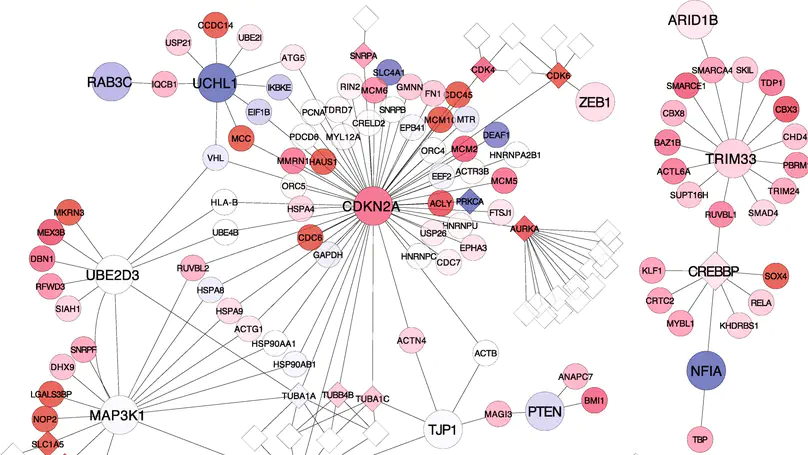 CCDC14
ARID1B
USP21
UBE2I
ATG5
SNRPA
CDK4
CDK6
SMARCA4
SKIL
RAB3C
IQCB1
UCHL1
IKBKE
RIN2
SLC4A1
MCM6
GMNN
FN1
CDC45
ZEB1
SMARCE1
TDP1
EIF1B
PCNA
TDRD7
SNRPB
CRELD2
MCM10
MTR
CBX8
CBX3
MCC
PDCD6
MYL12A
EPB41
DEAF1
BAZ1B
CHD4
VHL
MMRN1
HAUS1
ORC4
MCM2
HNRNPA2B1
TRIM33
PBRM
ORC5
EEF2
ACTR3B
MCM5
ACTL6A
TRIM24
HLA-B
HSPA4
CDKN2A
ACLY
PRKCA
FTSJ1
SUPT16H
SMAD4
MKRN3
MEX3B
UBE4B
CDC6
USP26
HNRNPU
AURKA
RUVBL1
DBN1
RUVBL2
GAPDH
HNRNPC
CDC7
EPHA3
UBE2D3
KLF1
CREBBP
SOX4
RFWD3
HSPA8
SIAH1
HSPA9
CRTC2
RELA
ACTG1
MYBL1
KHDRBS1
SNRPF
HSP90AA1
ACTN4
ACTB
DHX9
HSP90AB1
NFIA
LGALS3BP
TUBA1A
TUBB4B
TUBA1C
ANAPC7
NOP2
MAP3K1
MAGI3
PTEN
BMI1
SLC1A5
TJP1
TBP